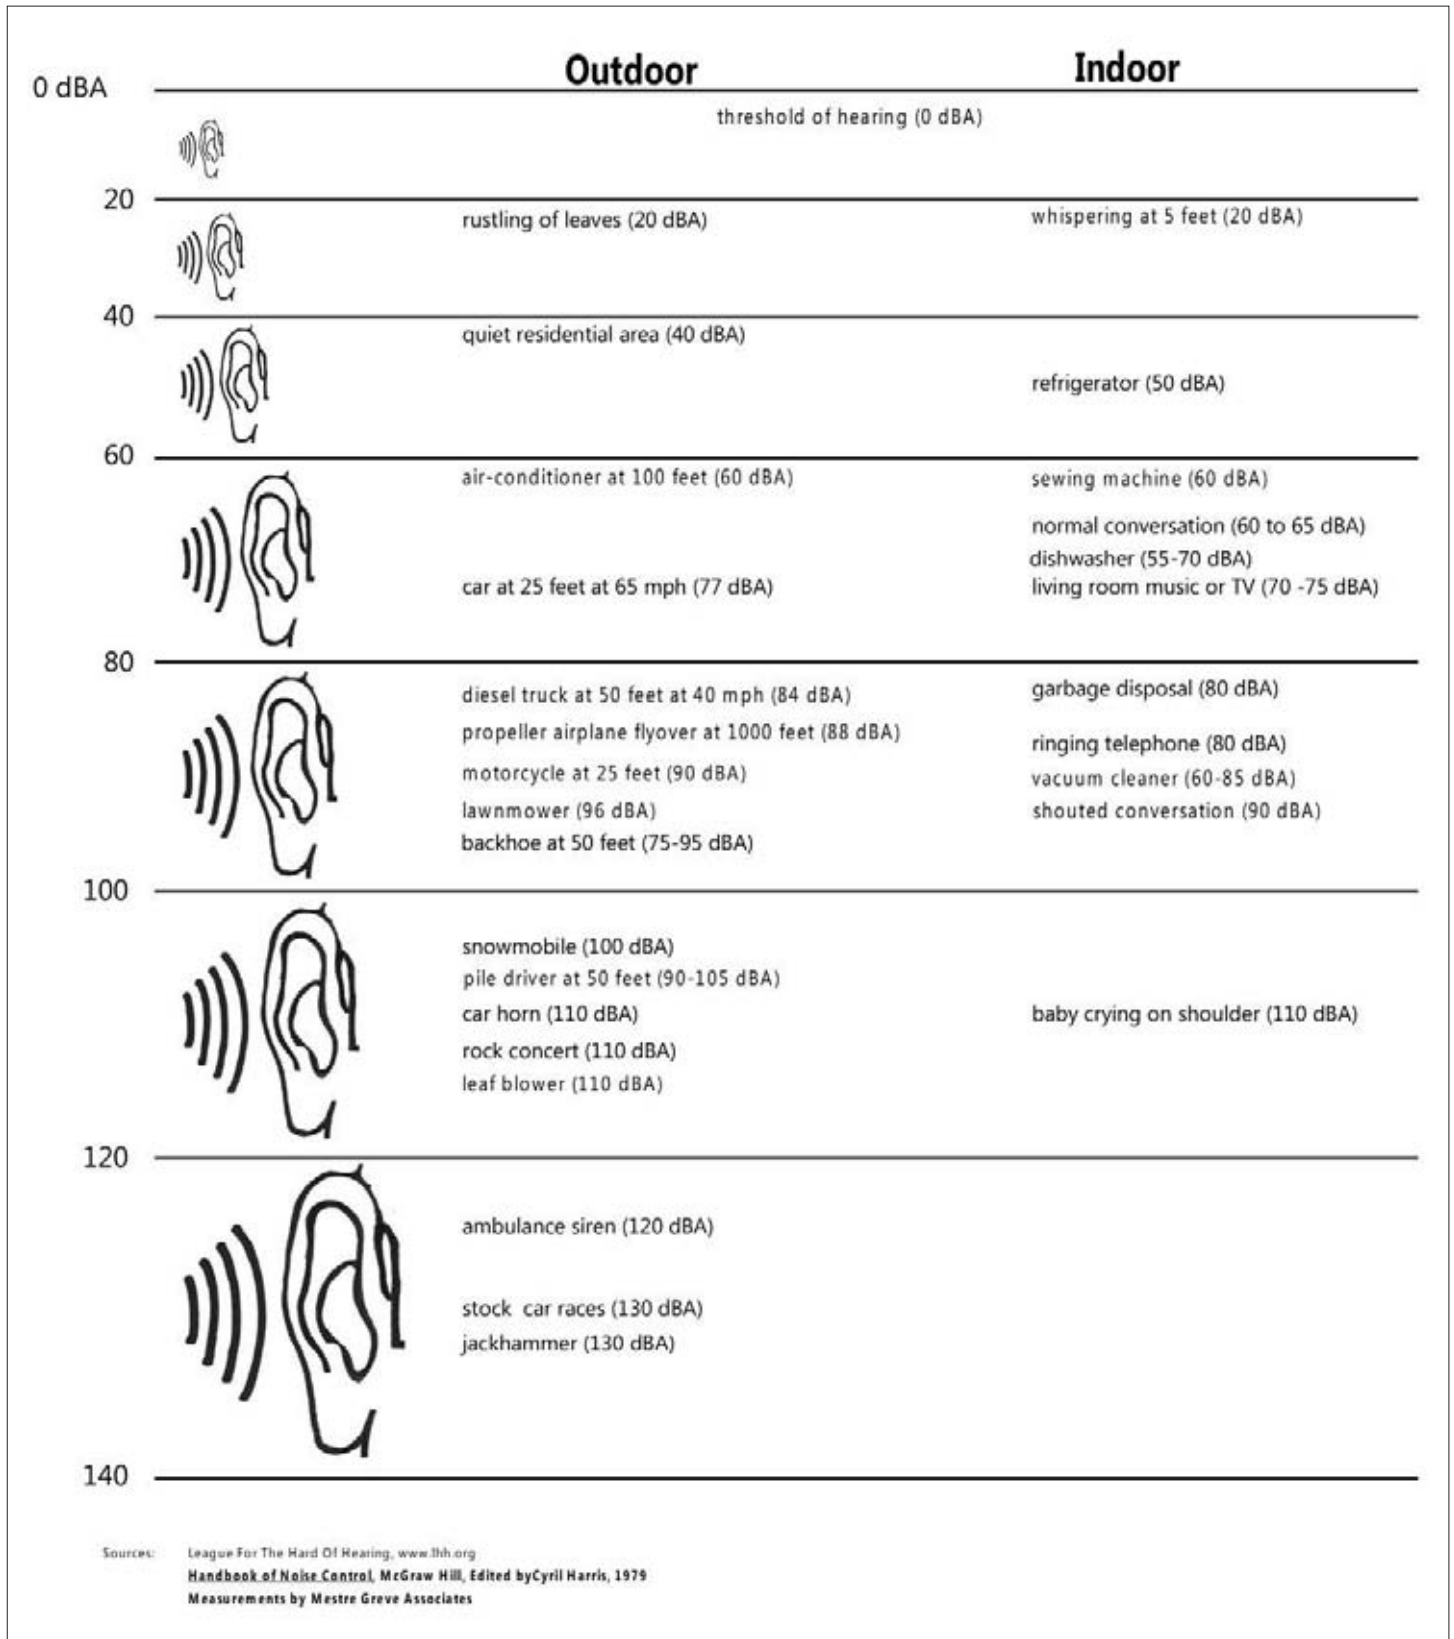 Outdoor Indoor
0 dBA
threshold of hearing (0 dBA)
20
rustling of leaves (20 dBA) whispering at 5 feet (20 dBA)
40
quiet residential area (40 dBA)
refrigerator (50 dBA)
60
air-conditioner at 100 feet (60 dBA) sewing machine (60 dBA)
normal conversation (60 to 65 dBA)
dishwasher (55-70 dBA)
car at 25 feet at 65 mph (77 dBA) living room music or TV (70 -75 dBA)
80
diesel truck at 50 feet at 40 mph (84 dBA) garbage disposal (80 dBA)
propeller airplane flyover at 1000 feet (88 dBA) ringing telephone (80 dBA)
motorcycle at 25 feet (90 dBA) vacuum cleaner (60-85 dBA)
lawnmower (96 dBA) shouted conversation (90 dBA)
backhoe at 50 feet (75-95 dBA)
100
snowmobile (100 dBA)
pile driver at 50 feet (90-105 dBA)
car horn (110 dBA) baby crying on shoulder (110 dBA)
rock concert (110 dBA)
leaf blower (110 dBA)
120
ambulance siren (120 dBA)
stock car races (130 dBA)
jackhammer (130 dBA)
140
Sources: League For The Hard Of Hearing, www.lhh.org
Handbook of Noise Control, McGraw Hill, Edited byCyril Harris, 1979
Measurements by Mestre Greve Associates